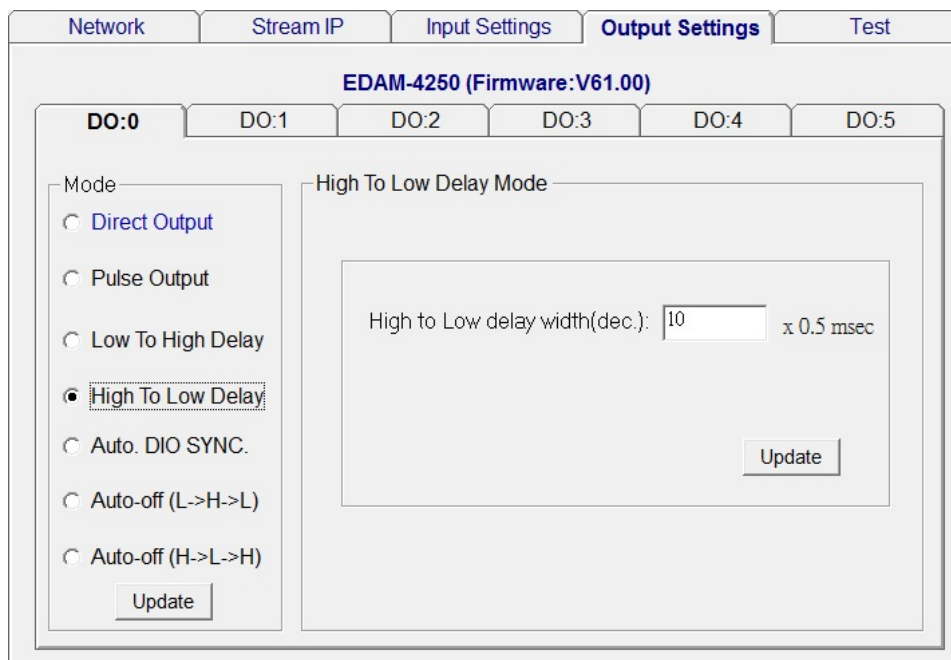 Network Stream IP Input Settings Output Settings Test
EDAM-4250 (Firmware:V61.00)
DO:0 DO:1 DO:2 DO:3 DO:4 DO:5
Mode
Direct Output
Pulse Output
Low To High Delay
High To Low Delay
Auto. DIO SYNC.
Auto-off (L->H->L)
Auto-off (H->L->H)
Update
High To Low Delay Mode
High to Low delay width(dec.): 10 x 0.5 msec
Update